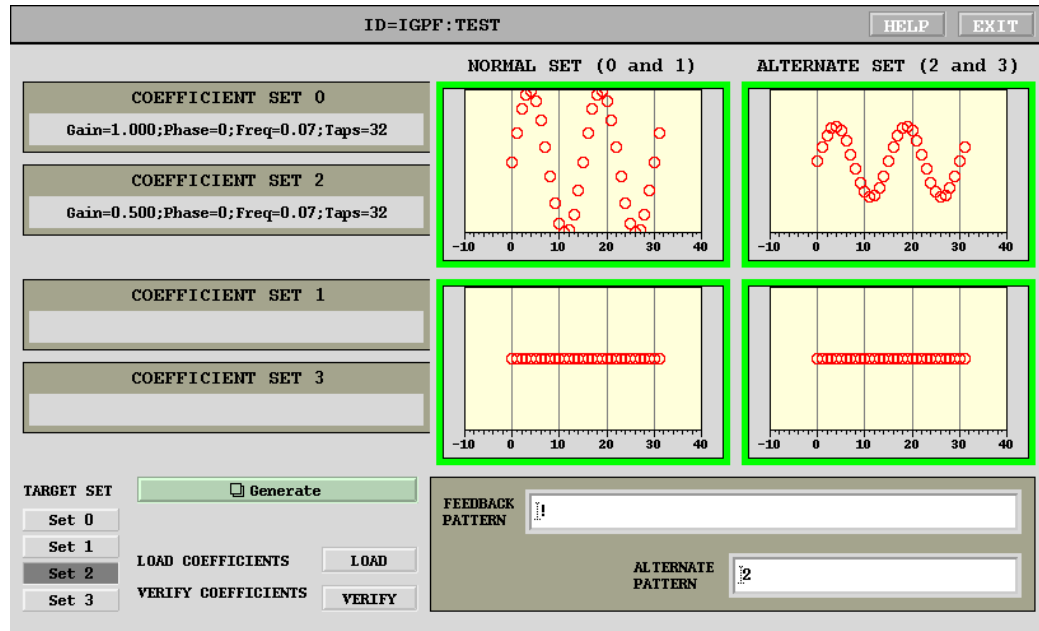 ID=IGPF:TEST
HELP
EXIT
NORMAL SET (0 and 1)
ALTERNATE SET (2 and 3)
COEFFICIENT SET 0
Gain=1.000;Phase=0;Freq=0.07;Taps=32
COEFFICIENT SET 2
Gain=0.500;Phase=0;Freq=0.07;Taps=32
-10 0 10 20 30 40
-10 0 10 20 30 40
COEFFICIENT SET 1
COEFFICIENT SET 3
-10 0 10 20 30 40
-10 0 10 20 30 40
TARGET SET
Set 0
Set 1
Set 2
Set 3
Generate
LOAD COEFFICIENTS
LOAD
VERIFY COEFFICIENTS
VERIFY
FEEDBACK
PATTERN
!
ALTERNATE
PATTERN
2